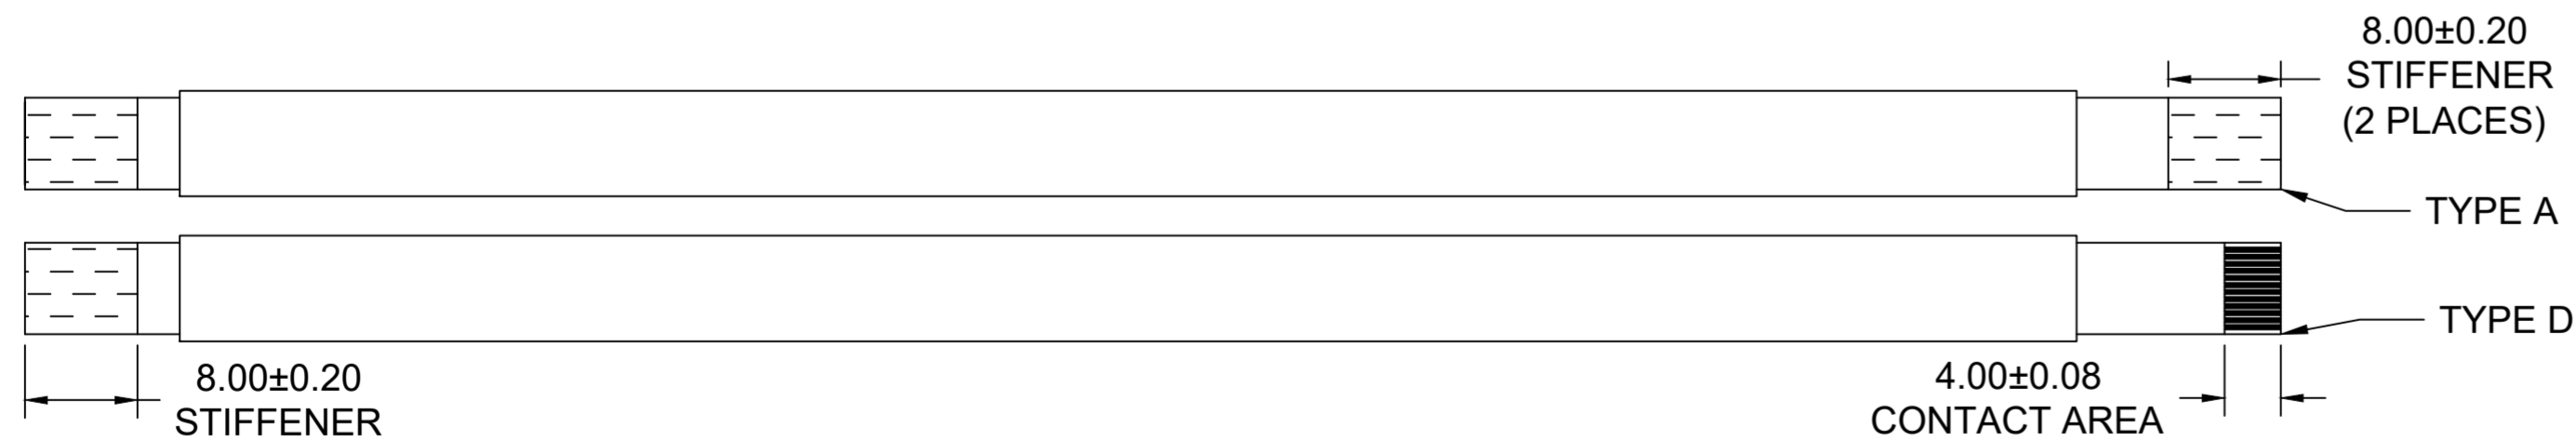 8.00±0.20
STIFFENER
(2 PLACES)
TYPE A
TYPE D
8.00±0.20
STIFFENER
4.00±0.08
CONTACT AREA